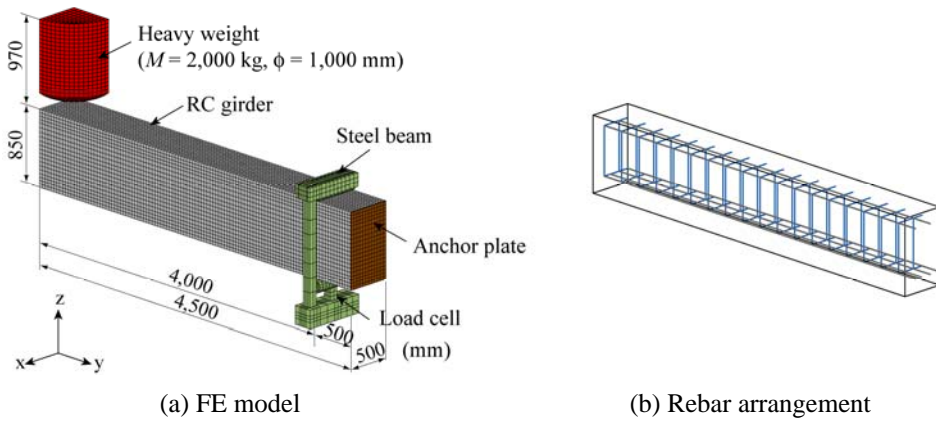 Heavy weight
(M = 2,000 kg, ϕ = 1,000 mm)
970
RC girder
850
Steel beam
Anchor plate
4,000
4,500
Load cell
500
500
(mm)
z
x
y
(a) FE model
(b) Rebar arrangement